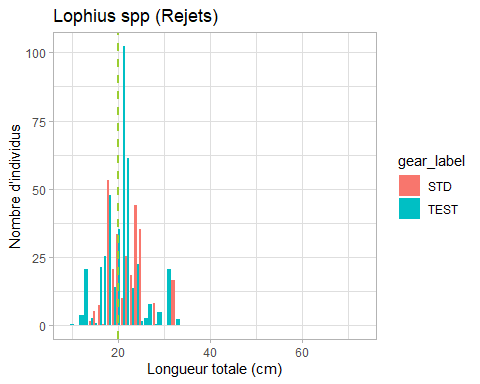 Lophius spp (Rejets)
100
75
50
25
0
Nombre d'individus
20
40
60
Longueur totale (cm)
gear_label
STD
TEST